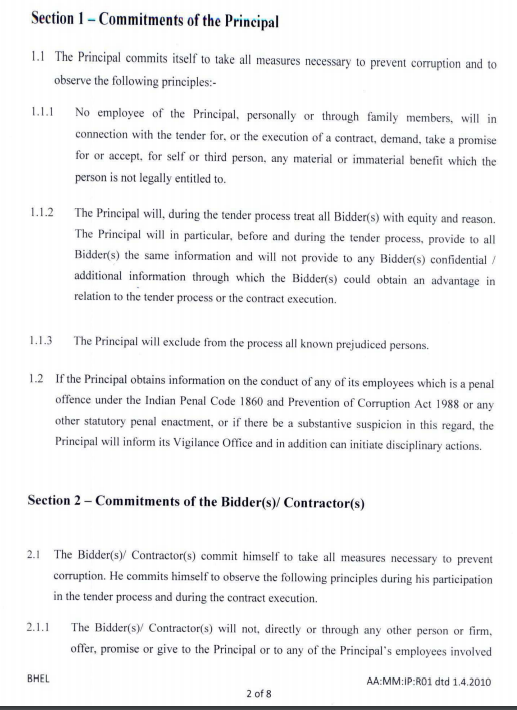 Section 1 – Commitments of the Principal
1.1 The Principal commits itself to take all measures necessary to prevent corruption and to
observe the following principles:-
1.1.1 No employee of the Principal, personally or through family members, will in
connection with the tender for, or the execution of a contract, demand, take a promise
for or accept, for self or third person, any material or immaterial benefit which the
person is not legally entitled to.
1.1.2 The Principal will, during the tender process treat all Bidder(s) with equity and reason.
The Principal will in particular, before and during the tender process, provide to all
Bidder(s) the same information and will not provide to any Bidder(s) confidential /
additional information through which the Bidder(s) could obtain an advantage in
relation to the tender process or the contract execution.
1.1.3 The Principal will exclude from the process all known prejudiced persons.
1.2 If the Principal obtains information on the conduct of any of its employees which is a penal
offence under the Indian Penal Code 1860 and Prevention of Corruption Act 1988 or any
other statutory penal enactment, or if there be a substantive suspicion in this regard, the
Principal will inform its Vigilance Office and in addition can initiate disciplinary actions.
Section 2 – Commitments of the Bidder(s)/ Contractor(s)
2.1 The Bidder(s)/ Contractor(s) commit himself to take all measures necessary to prevent
corruption. He commits himself to observe the following principles during his participation
in the tender process and during the contract execution.
2.1.1 The Bidder(s)/ Contractor(s) will not, directly or through any other person or firm,
offer, promise or give to the Principal or to any of the Principal's employees involved
BHEL AA:MM:IP:R01 dtd 1.4.2010
2 of 8